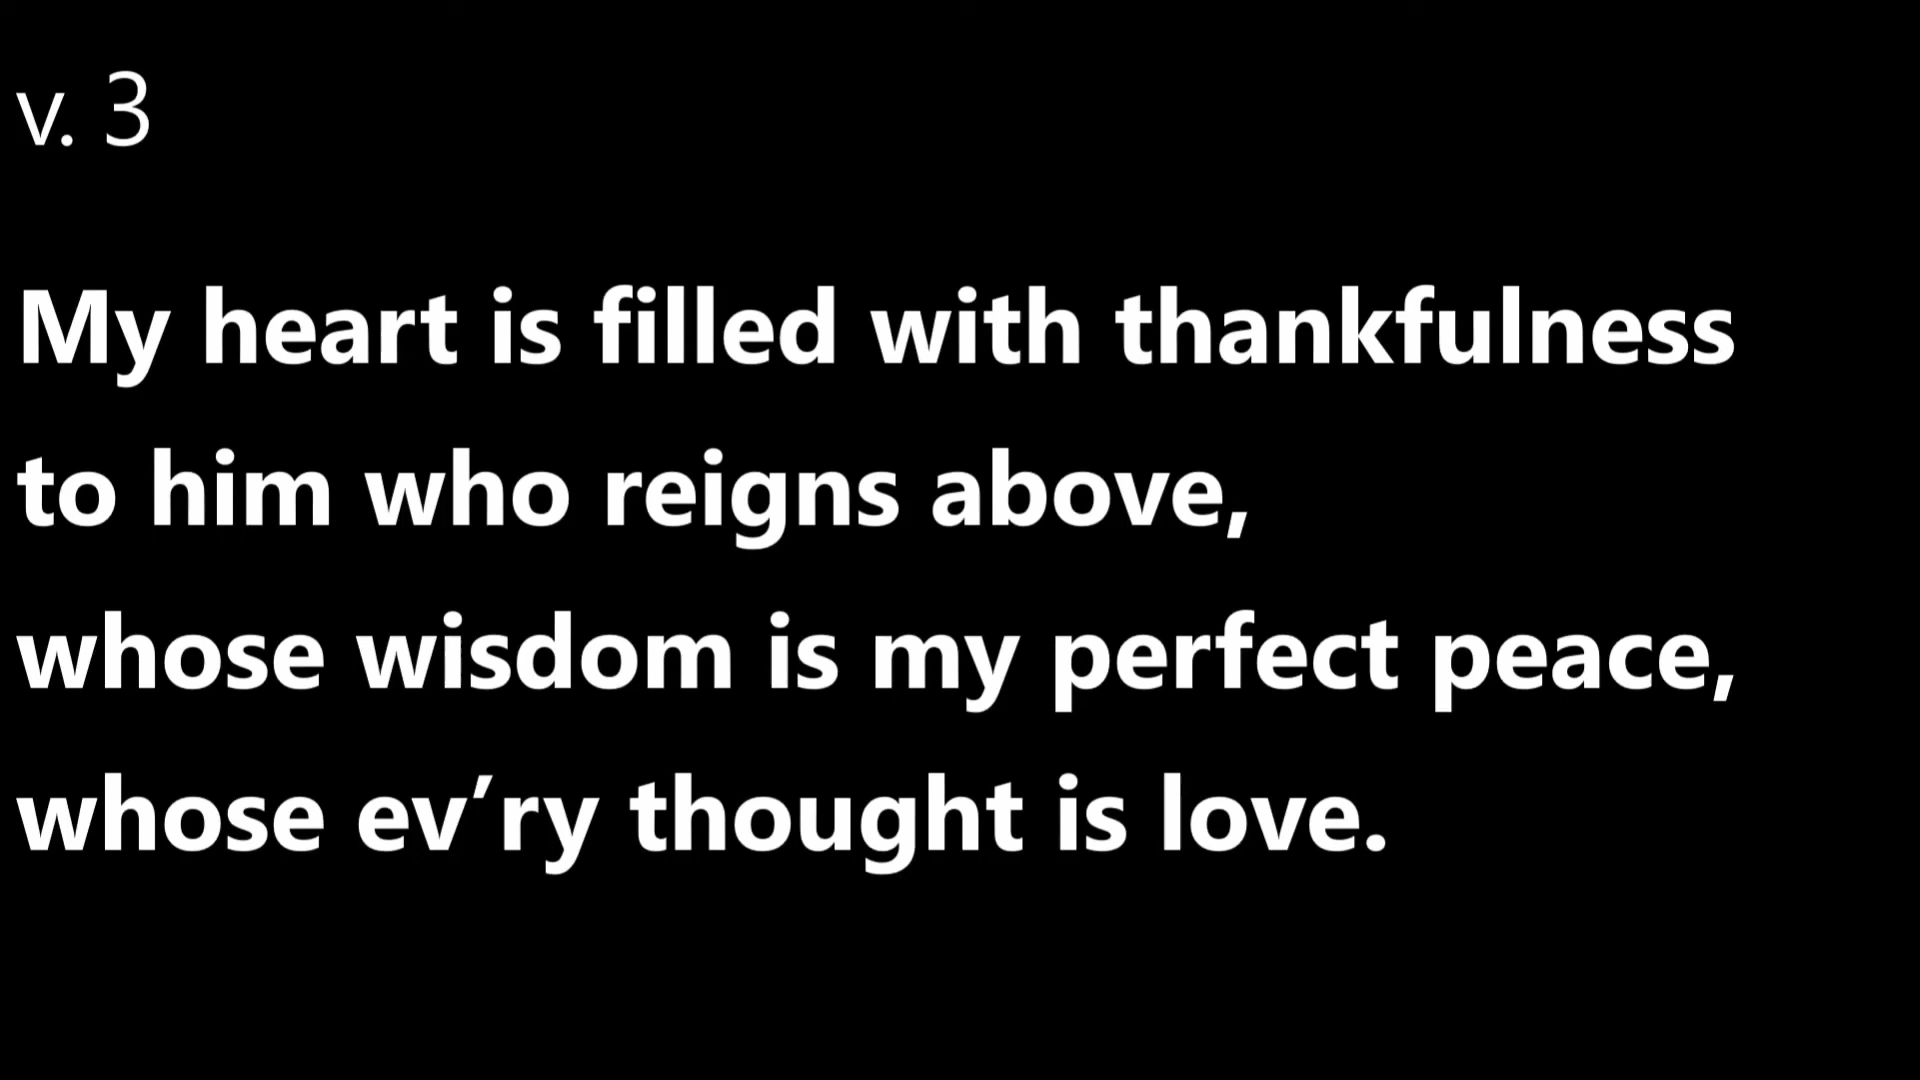 v. 3
My heart is filled with thankfulness
to him who reigns above,
whose wisdom is my perfect peace,
whose ev’ry thought is love.